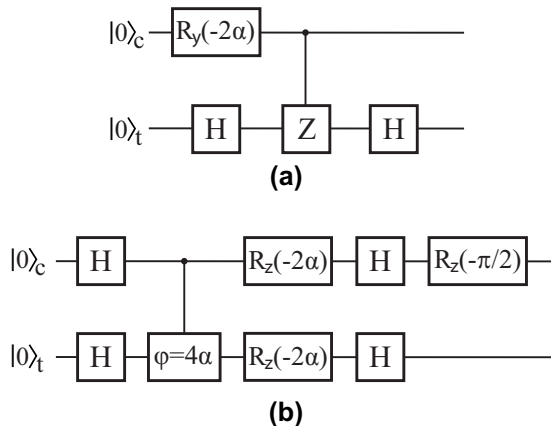 |0⟩c Ry(-2α)
|0⟩t H Z H
(a)
|0⟩c H Rz(-2α) H Rz(-π/2)
|0⟩t H φ=4α Rz(-2α) H
(b)